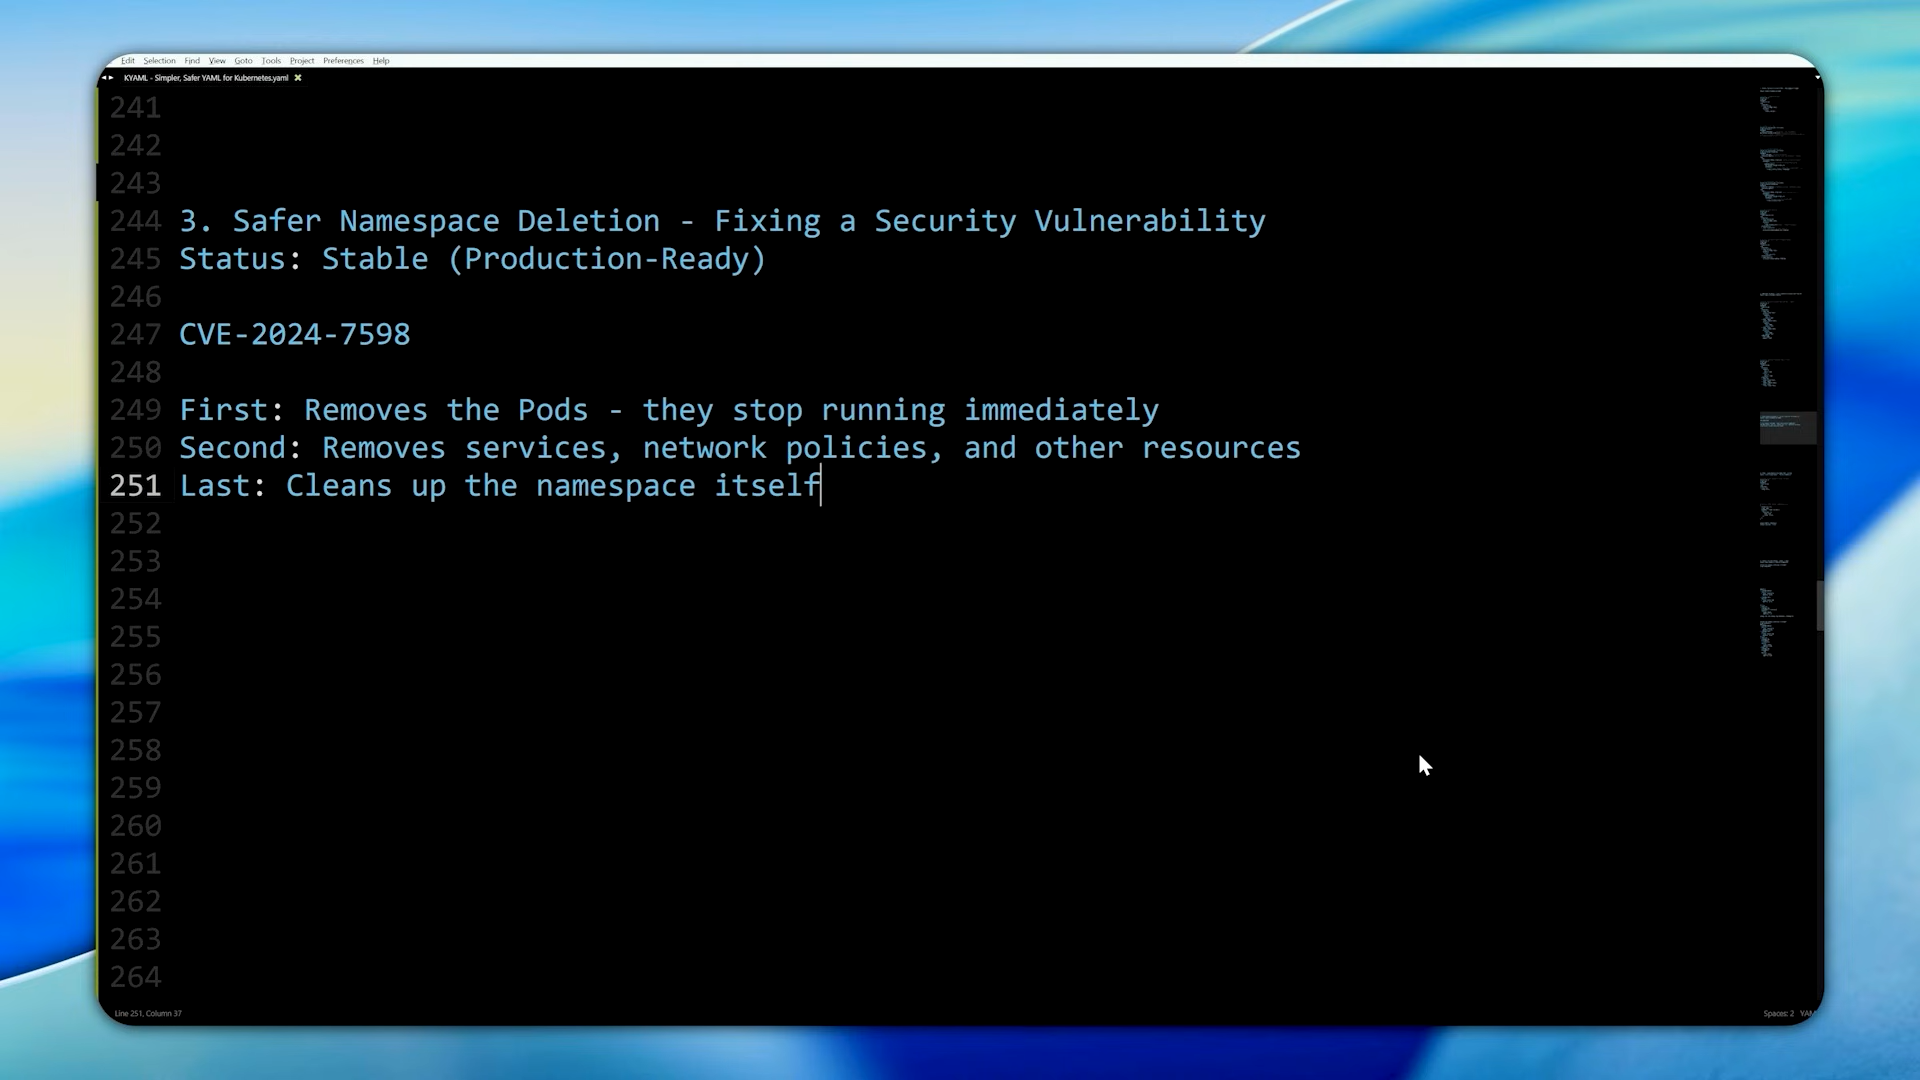 Edit Selection Find View Goto Tools Project Preferences Help
KYAML - Simpler, Safer YAML for Kubernetes.yaml
241
242
243
244 3. Safer Namespace Deletion - Fixing a Security Vulnerability
245 Status: Stable (Production-Ready)
246
247 CVE-2024-7598
248
249 First: Removes the Pods - they stop running immediately
250 Second: Removes services, network policies, and other resources
251 Last: Cleans up the namespace itself
252
253
254
255
256
257
258
259
260
261
262
263
264
Line 251, Column 37
Spaces: 2